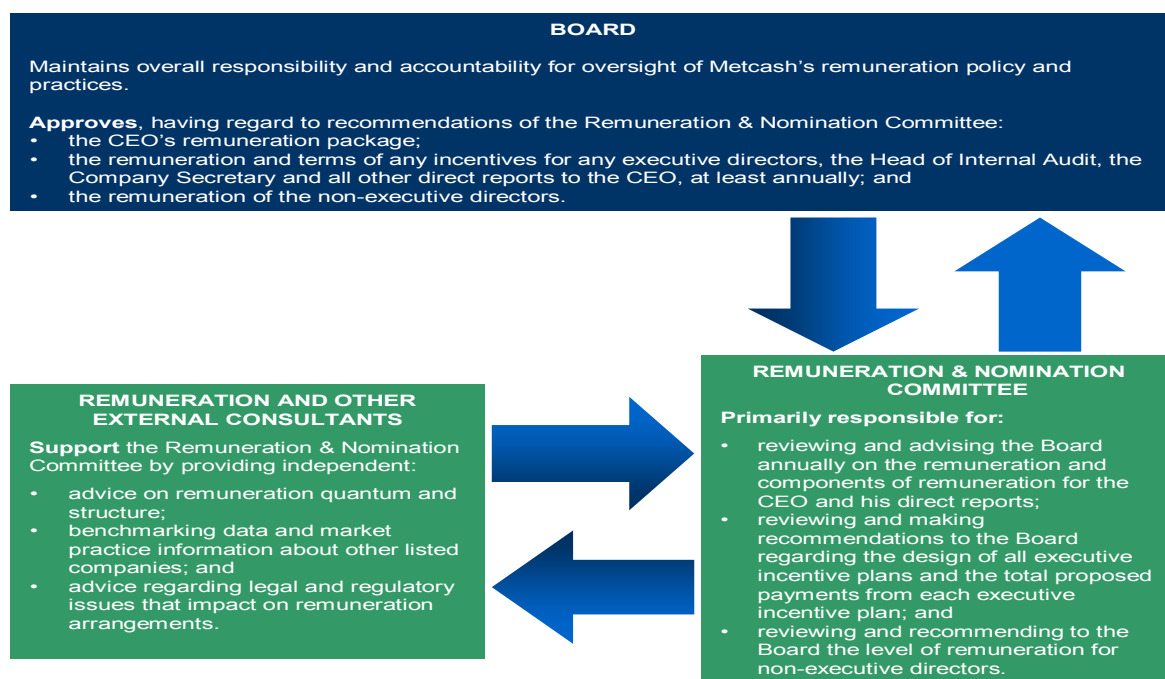 BOARD
Maintains overall responsibility and accountability for oversight of Metcash's remuneration policy and
practices.
Approves, having regard to recommendations of the Remuneration & Nomination Committee:
• the CEO's remuneration package;
• the remuneration and terms of any incentives for any executive directors, the Head of Internal Audit, the
Company Secretary and all other direct reports to the CEO, at least annually; and
• the remuneration of the non-executive directors.
REMUNERATION AND OTHER
EXTERNAL CONSULTANTS
Support the Remuneration & Nomination
Committee by providing independent:
• advice on remuneration quantum and
structure;
• benchmarking data and market
practice information about other listed
companies; and
• advice regarding legal and regulatory
issues that impact on remuneration
arrangements.
REMUNERATION & NOMINATION
COMMITTEE
Primarily responsible for:
• reviewing and advising the Board
annually on the remuneration and
components of remuneration for the
CEO and his direct reports;
• reviewing and making
recommendations to the Board
regarding the design of all executive
incentive plans and the total proposed
payments from each executive
incentive plan; and
• reviewing and recommending to the
Board the level of remuneration for
non-executive directors.